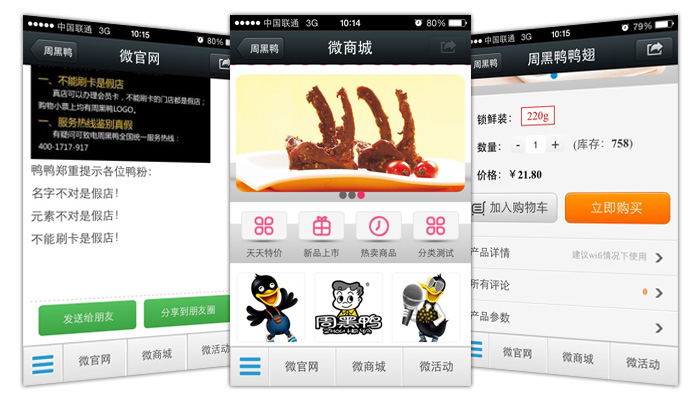 中国联通 3G 10:15 80%
周黑鸭
微官网
一、不能刷卡是假店
真店可以办理会员卡，不能刷卡的门店都是假店；
购物小票上均有周黑鸭LOGO。
一、服务热线鉴别真假
有疑问可致电周黑鸭全国统一服务热线：
400-1717-917
鸭鸭郑重提示各位鸭粉：
名字不对是假店！
元素不对是假店！
不能刷卡是假店！
发送给朋友
分享到朋友圈
微官网
微商城
微活动
中国联通 3G 10:14 80%
周黑鸭
微商城
天天特价
新品上市
热卖商品
分类测试
周黑鸭
ZHOU HEI YA
微官网
微商城
微活动
中国联通 3G 10:15 79%
周黑鸭
周黑鸭鸭翅
锁鲜装： 220g
数量： - 1 + (库存：758)
价格：￥21.80
加入购物车
立即购买
产品详情
建议wifi情况下使用
所有评论
0
产品参数
微官网
微商城
微活动